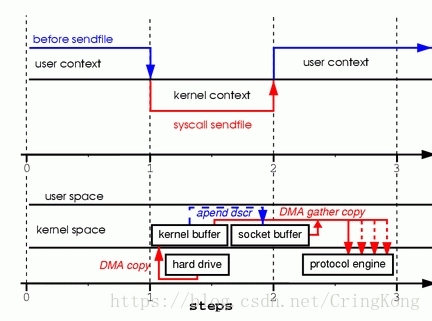 before sendfile
user context
user context
kernel context
syscall sendfile
0
1
2
3
user space
apend dscr
DMA gather copy
kernel space
kernel buffer
socket buffer
DMA copy
hard drive
protocol engine
0
1
2
3
steps
https://blog.csdn.net/CringKong